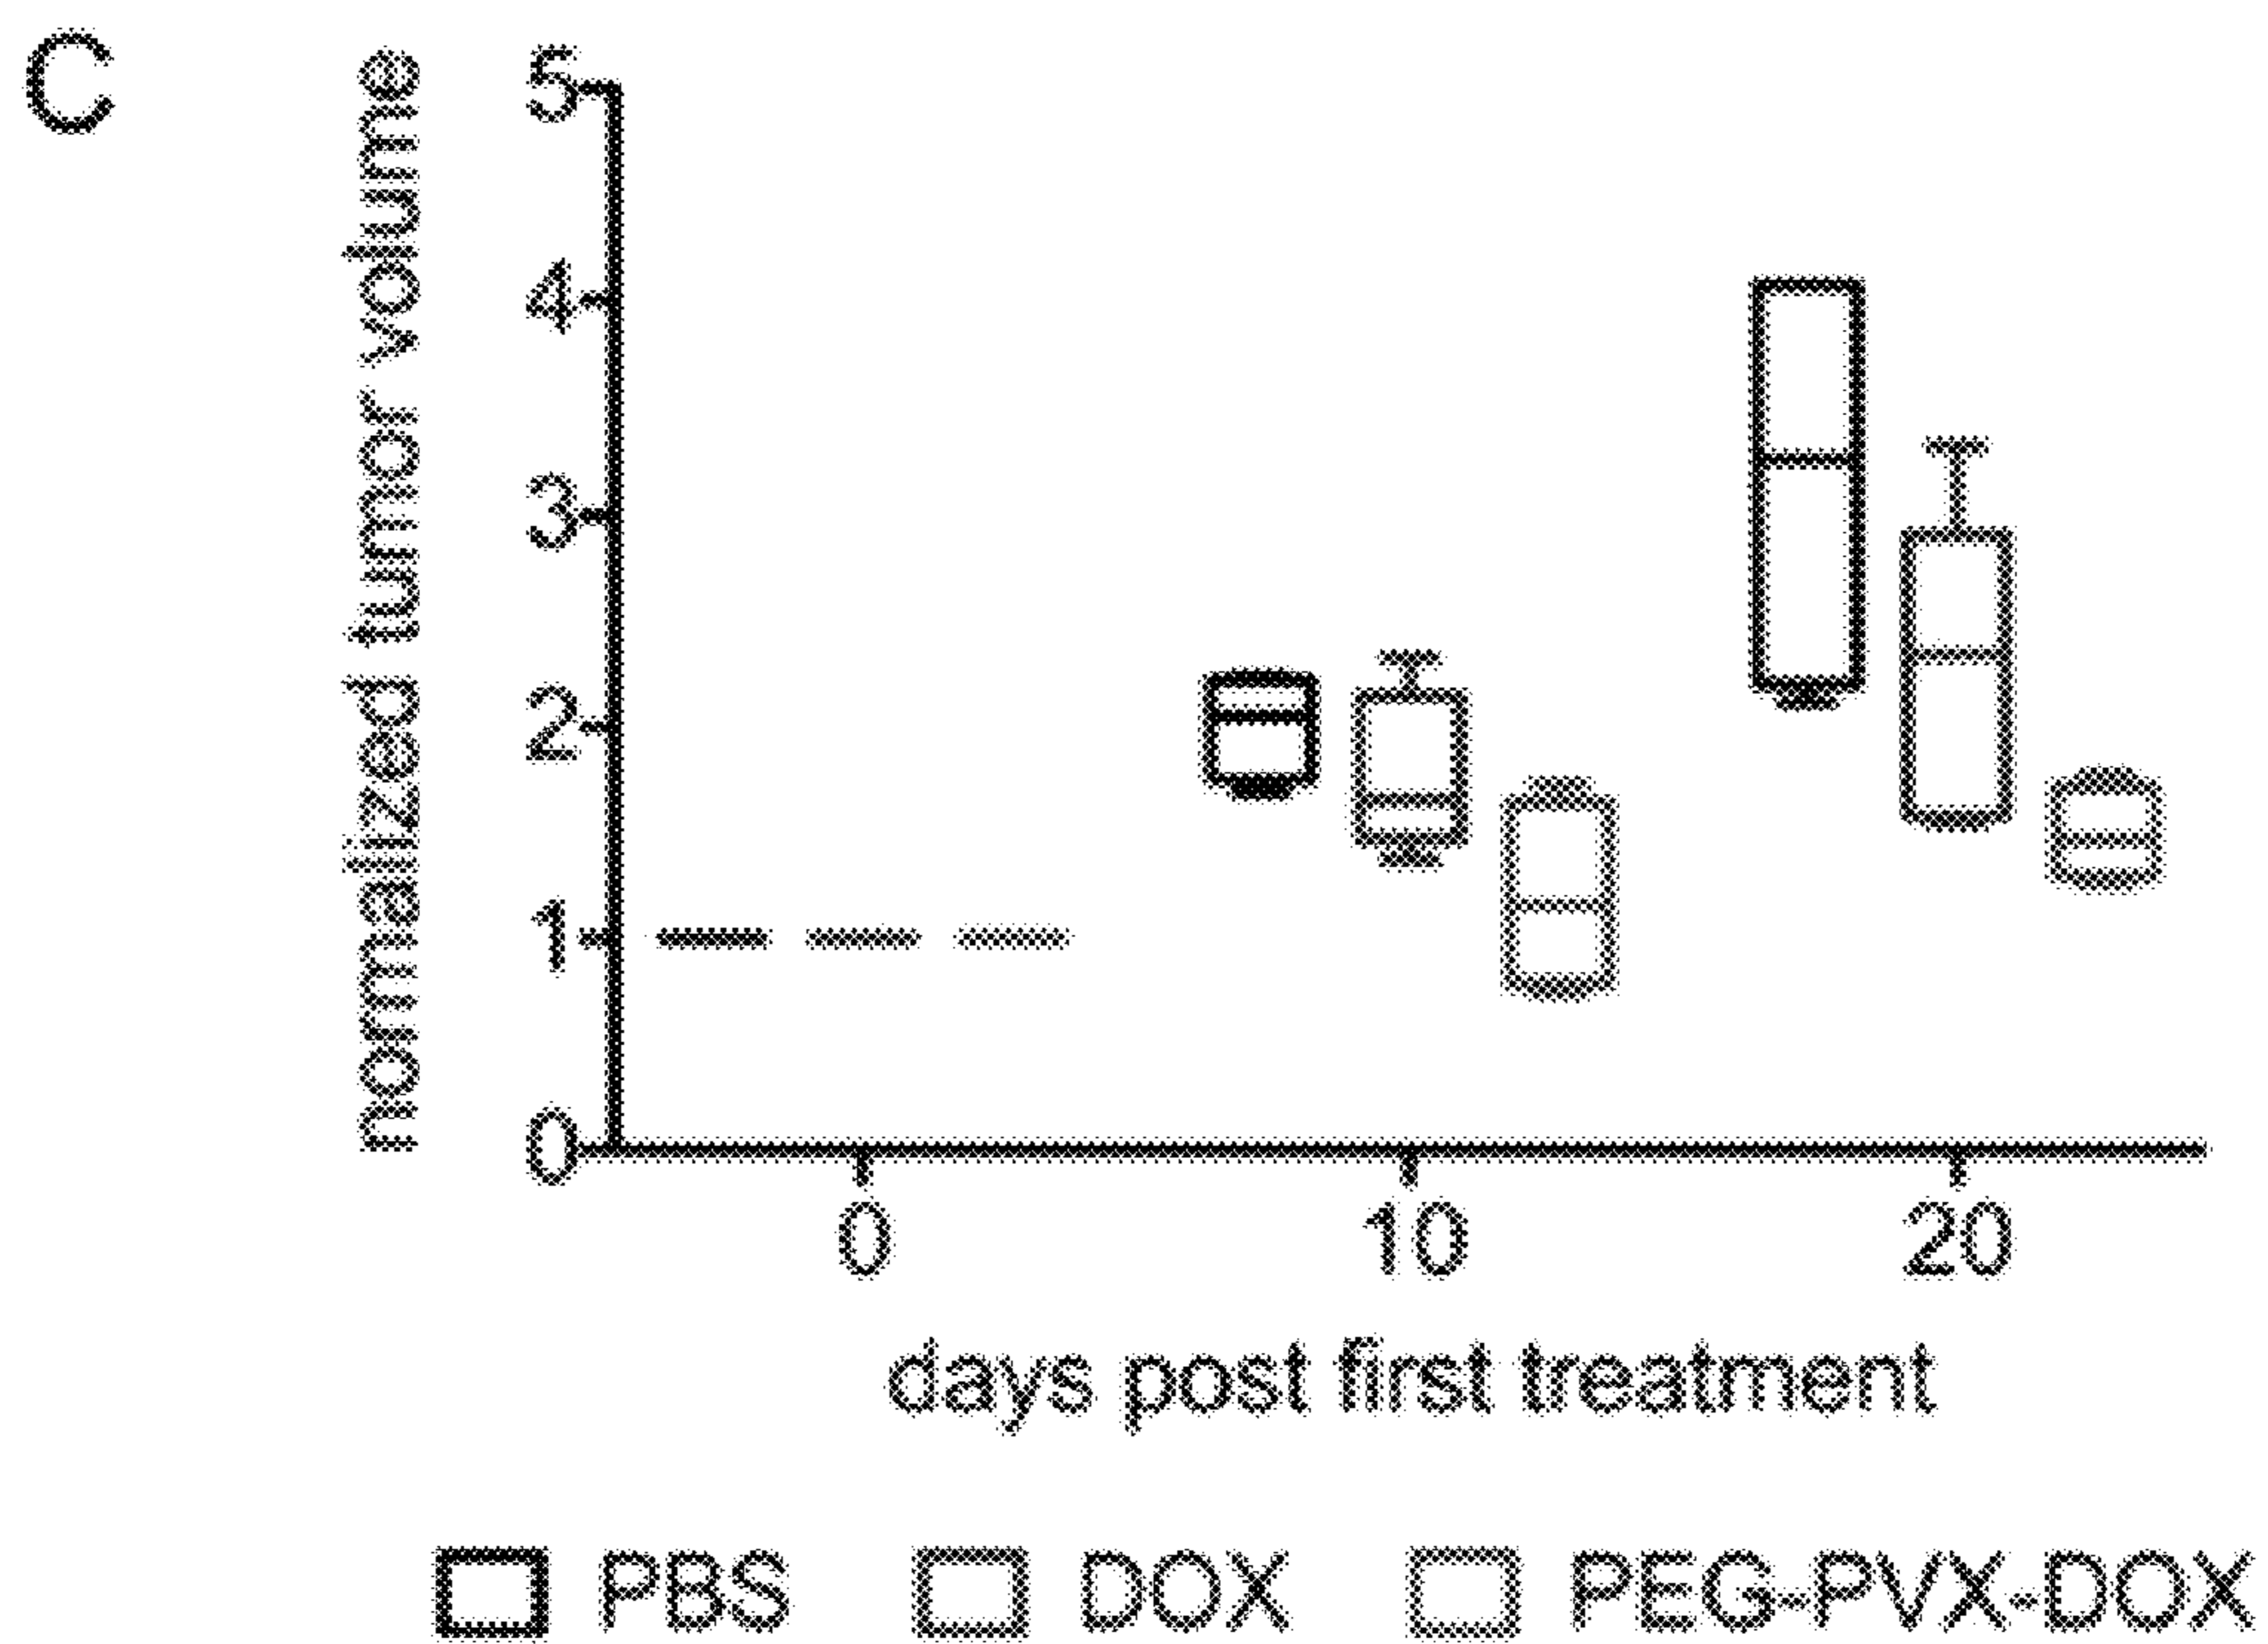 C
normalized tumor volume
5
4
3
2
1
0
0 10 20
days post first treatment
PBS DOX PEG-PVX-DOX